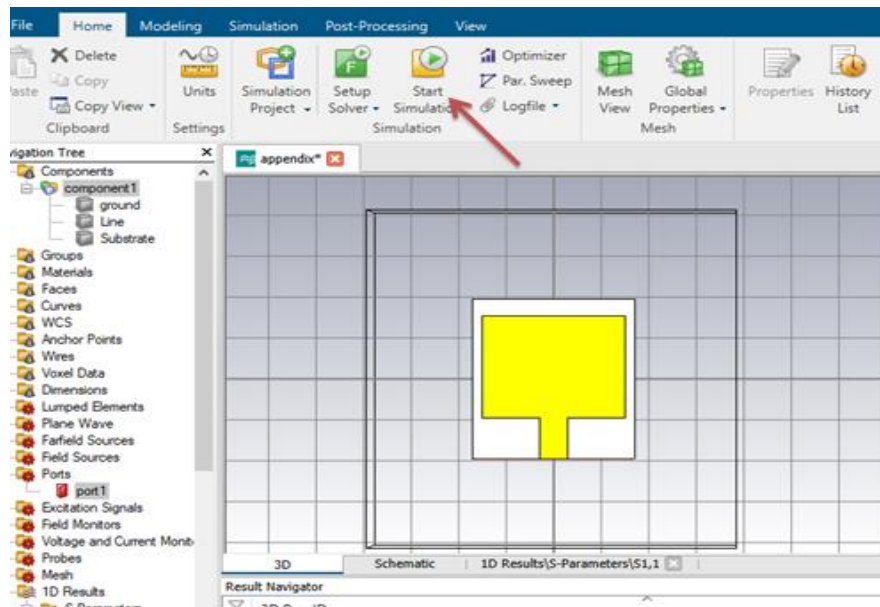 File Home Modeling Simulation Post-Processing View
Delete
Copy
Copy View
Clipboard
Units
Settings
Simulation
Project
Setup
Solver
Start
Optimizer
Par. Sweep
Logfile
Simulation
Mesh
View
Global
Properties
Mesh
Properties
History
List
appendix*
Components
component1
ground
Line
Substrate
Groups
Materials
Faces
Curves
WCS
Anchor Points
Wires
Voxel Data
Dimensions
Lumped Elements
Plane Wave
Farfield Sources
Field Sources
Ports
port1
Excitation Signals
Field Monitors
Voltage and Current
Probes
Mesh
1D Results
3D Schematic 1D Results\S-Parameters\S1,1
Result Navigator